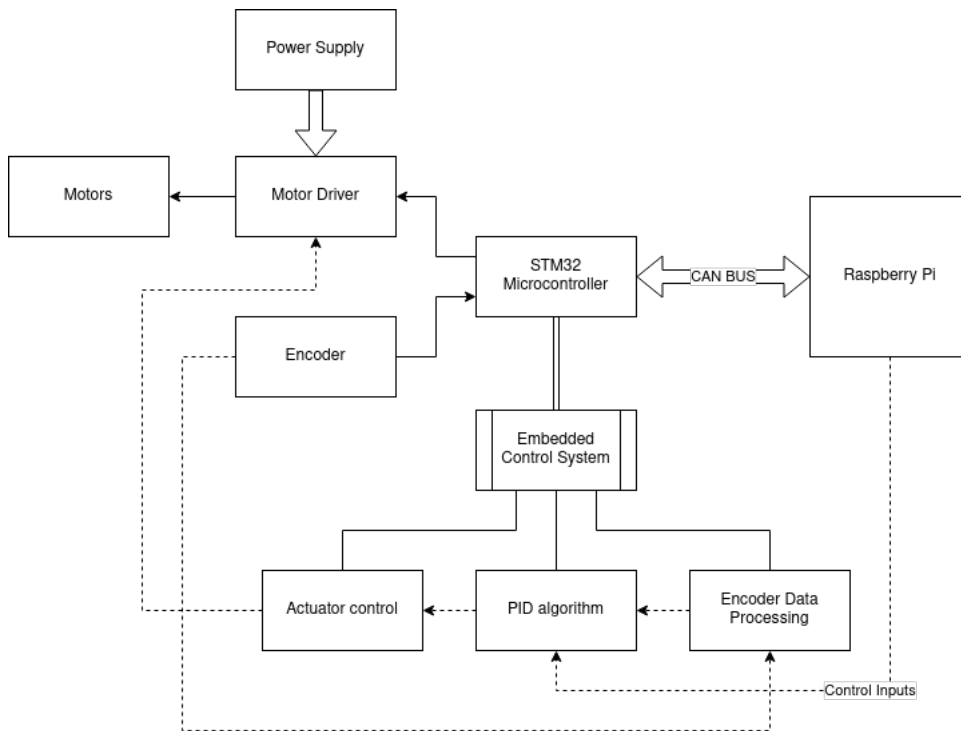 Power Supply
Motors
Motor Driver
STM32
Microcontroller
CAN BUS
Raspberry Pi
Encoder
Embedded
Control System
Actuator control
PID algorithm
Encoder Data
Processing
Control Inputs